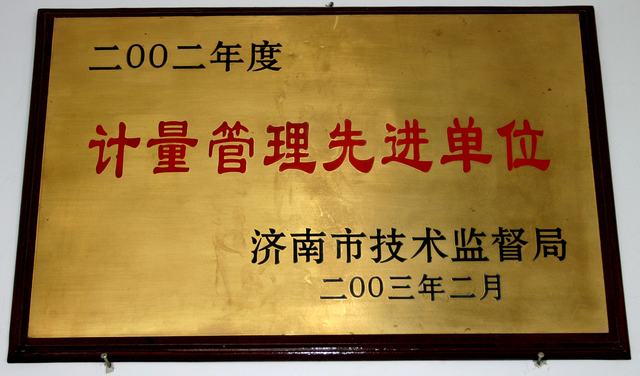 二00二年度
计量管理先进单位
济南市技术监督局
二00三年二月